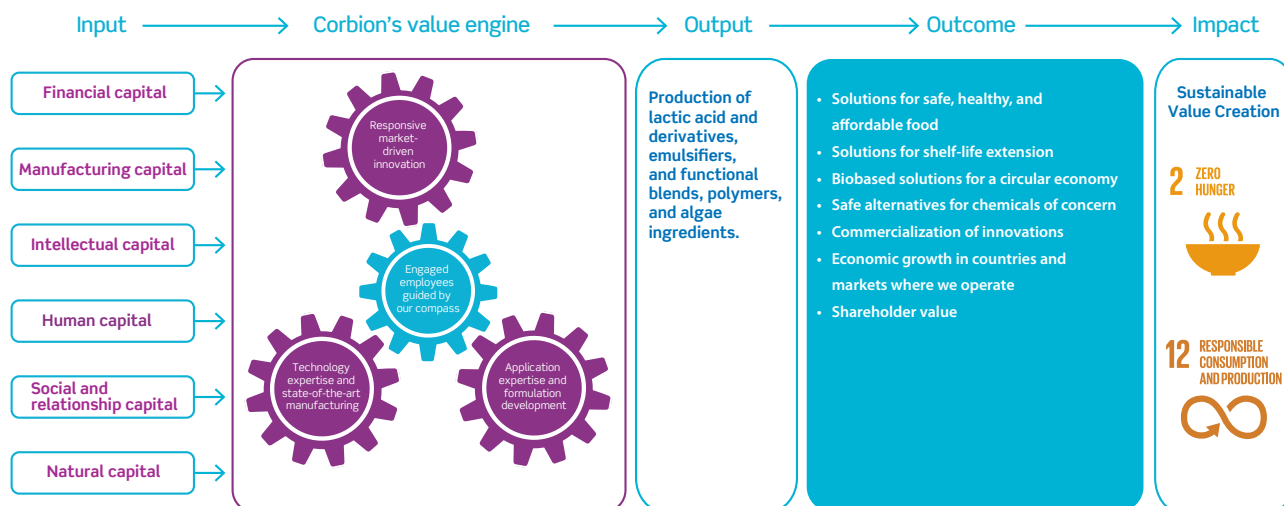 Input
Corbion's value engine
Output
Outcome
Impact
Financial capital
Manufacturing capital
Intellectual capital
Human capital
Social and
relationship capital
Natural capital
Responsive
market-
driven
innovation
Engaged
employees
guided by
our compass
Technology
expertise and
state-of-the-art
manufacturing
Application
expertise and
formulation
development
Production of
lactic acid and
derivatives,
emulsifiers,
and functional
blends, polymers,
and algae
ingredients.
• Solutions for safe, healthy, and
affordable food
• Solutions for shelf-life extension
• Biobased solutions for a circular economy
• Safe alternatives for chemicals of concern
• Commercialization of innovations
• Economic growth in countries and
markets where we operate
• Shareholder value
Sustainable
Value Creation
2 ZERO
HUNGER
12 RESPONSIBLE
CONSUMPTION
AND PRODUCTION